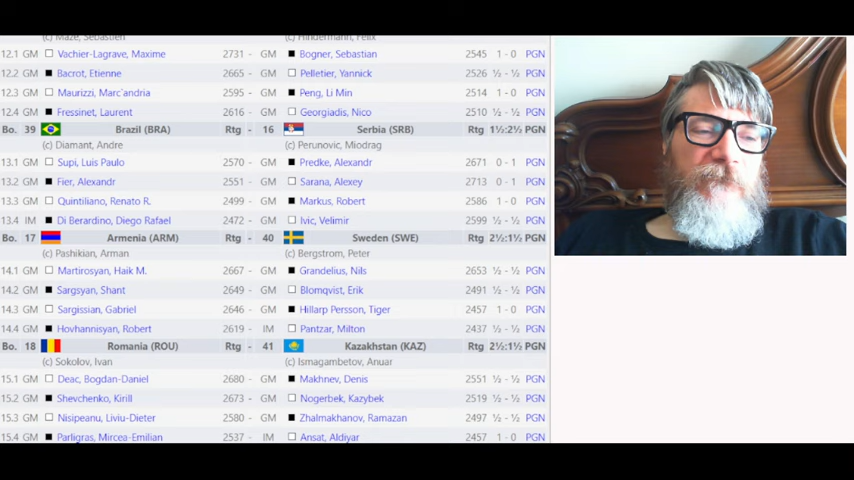 (c) Maze, Sebastien (c) Hindermann, Felix
12.1 GM Vachier-Lagrave, Maxime 2731 - GM Bogner, Sebastian 2545 1 - 0 PGN
12.2 GM Bacrot, Etienne 2665 - GM Pelletier, Yannick 2526 ½ - ½ PGN
12.3 GM Maurizzi, Marc`andria 2595 - GM Peng, Li Min 2514 1 - 0 PGN
12.4 GM Fressinet, Laurent 2616 - GM Georgiadis, Nico 2510 ½ - ½ PGN
Bo. 39 Brazil (BRA) Rtg - 16 Serbia (SRB) Rtg 1½:2½ PGN
(c) Diamant, Andre (c) Perunovic, Miodrag
13.1 GM Supi, Luis Paulo 2570 - GM Predke, Alexandr 2671 0 - 1 PGN
13.2 GM Fier, Alexandr 2551 - GM Sarana, Alexey 2713 0 - 1 PGN
13.3 GM Quintiliano, Renato R. 2499 - GM Markus, Robert 2586 1 - 0 PGN
13.4 IM Di Berardino, Diego Rafael 2472 - GM Ivic, Velimir 2599 ½ - ½ PGN
Bo. 17 Armenia (ARM) Rtg - 40 Sweden (SWE) Rtg 2½:1½ PGN
(c) Pashikian, Arman (c) Bergstrom, Peter
14.1 GM Martirosyan, Haik M. 2667 - GM Grandelius, Nils 2653 ½ - ½ PGN
14.2 GM Sargsyan, Shant 2649 - GM Blomqvist, Erik 2491 ½ - ½ PGN
14.3 GM Sargissian, Gabriel 2646 - GM Hillarp Persson, Tiger 2457 1 - 0 PGN
14.4 GM Hovhannisyan, Robert 2619 - IM Pantzar, Milton 2437 ½ - ½ PGN
Bo. 18 Romania (ROU) Rtg - 41 Kazakhstan (KAZ) Rtg 2½:1½ PGN
(c) Sokolov, Ivan (c) Ismagambetov, Anuar
15.1 GM Deac, Bogdan-Daniel 2680 - GM Makhnev, Denis 2551 ½ - ½ PGN
15.2 GM Shevchenko, Kirill 2673 - GM Nogerbek, Kazybek 2519 ½ - ½ PGN
15.3 GM Nisipeanu, Liviu-Dieter 2580 - GM Zhalmakhanov, Ramazan 2497 ½ - ½ PGN
15.4 GM Parligras, Mircea-Emilian 2537 - IM Ansat, Aldiyar 2457 1 - 0 PGN